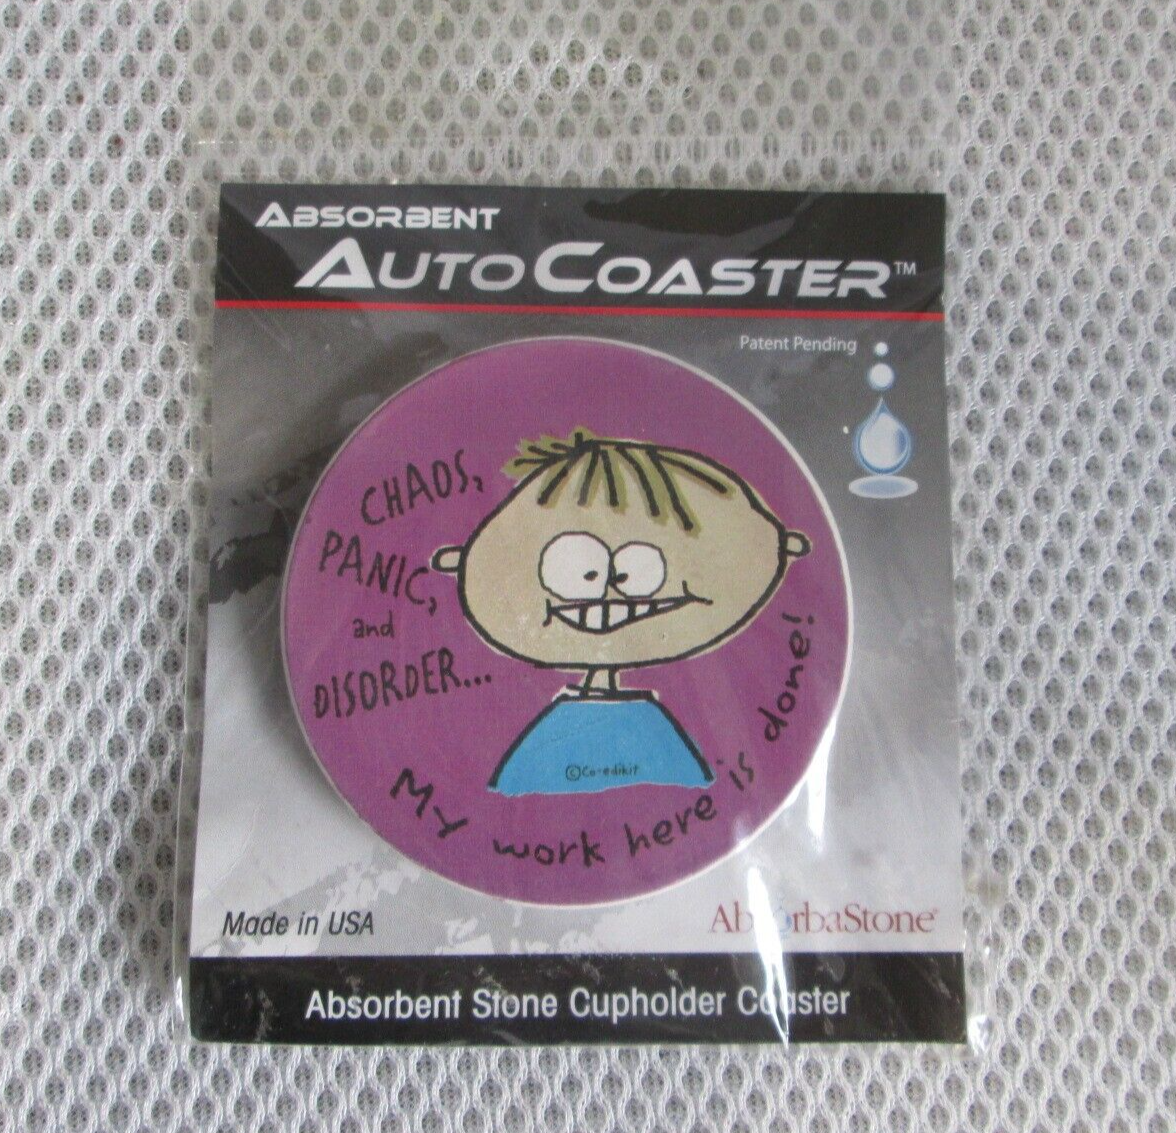 ABSORBENT
AUTOCOASTER™
Patent Pending
CHAOS,
PANIC,
and
DISORDER...
My work here is done!
©Co-edikit
Made in USA
AbsorbaStone®
Absorbent Stone Cupholder Coaster